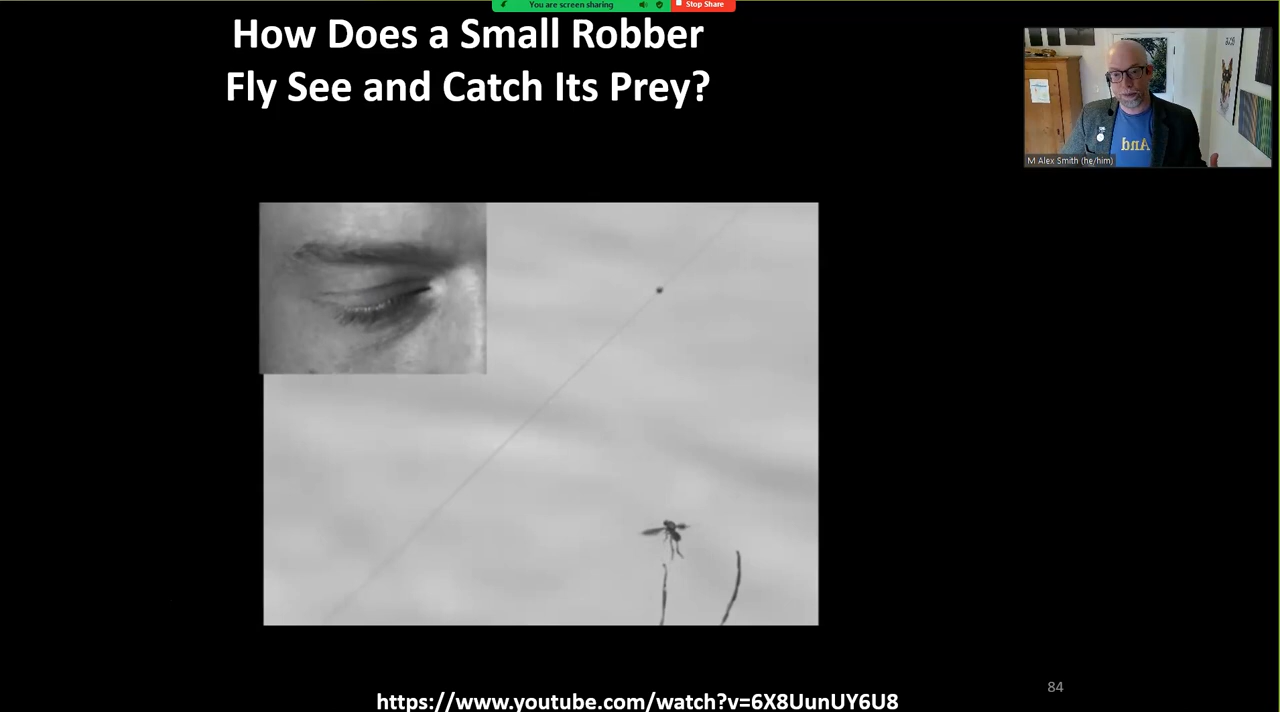 You are screen sharing
Stop Share
How Does a Small Robber
Fly See and Catch Its Prey?
And
M Alex Smith (he/him)
84
https://www.youtube.com/watch?v=6X8UunUY6U8